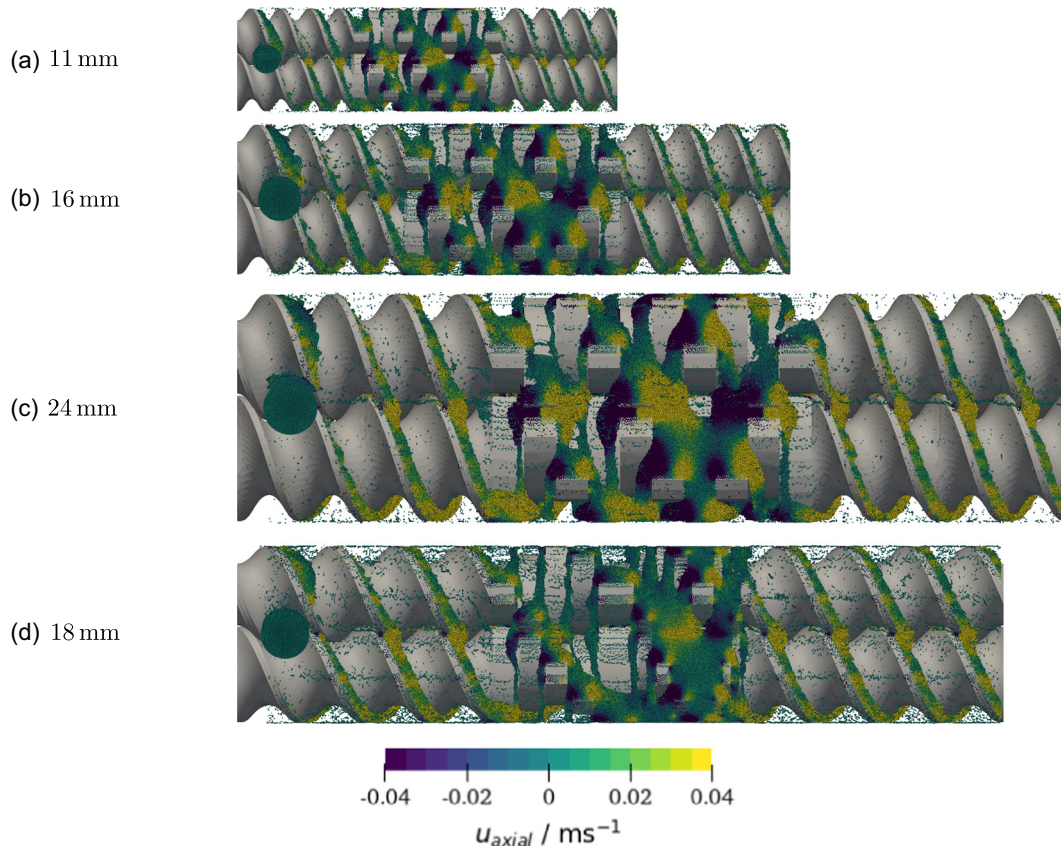 (a) 11 mm
(b) 16 mm
(c) 24 mm
(d) 18 mm
-0.04 -0.02 0 0.02 0.04
u_axial / ms⁻¹